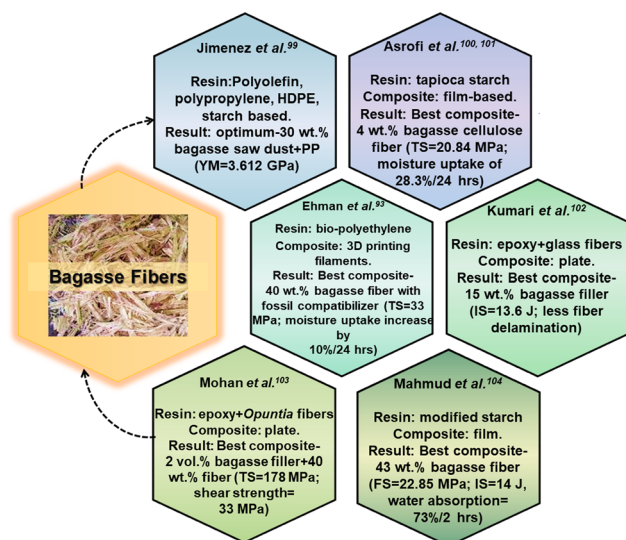 Jimenez et al.99
Resin:Polyolefin,
polypropylene, HDPE,
starch based.
Result: optimum-30 wt.%
bagasse saw dust+PP
(YM=3.612 GPa)
Asrofi et al.100, 101
Resin: tapioca starch
Composite: film-based.
Result: Best composite-
4 wt.% bagasse cellulose
fiber (TS=20.84 MPa;
moisture uptake of
28.3%/24 hrs)
Bagasse Fibers
Ehman et al.93
Resin: bio-polyethylene
Composite: 3D printing
filaments.
Result: Best composite-
40 wt.% bagasse fiber with
fossil compatibilizer (TS=33
MPa; moisture uptake increase
by
10%/24 hrs)
Kumari et al.102
Resin: epoxy+glass fibers
Composite: plate.
Result: Best composite-
15 wt.% bagasse filler
(IS=13.6 J; less fiber
delamination)
Mohan et al.103
Resin: epoxy+Opuntia fibers
Composite: plate.
Result: Best composite-
2 vol.% bagasse filler+40
wt.% fiber (TS=178 MPa;
shear strength=
33 MPa)
Mahmud et al.104
Resin: modified starch
Composite: film.
Result: Best composite-
43 wt.% bagasse fiber
(FS=22.85 MPa; IS=14 J,
water absorption=
73%/2 hrs)